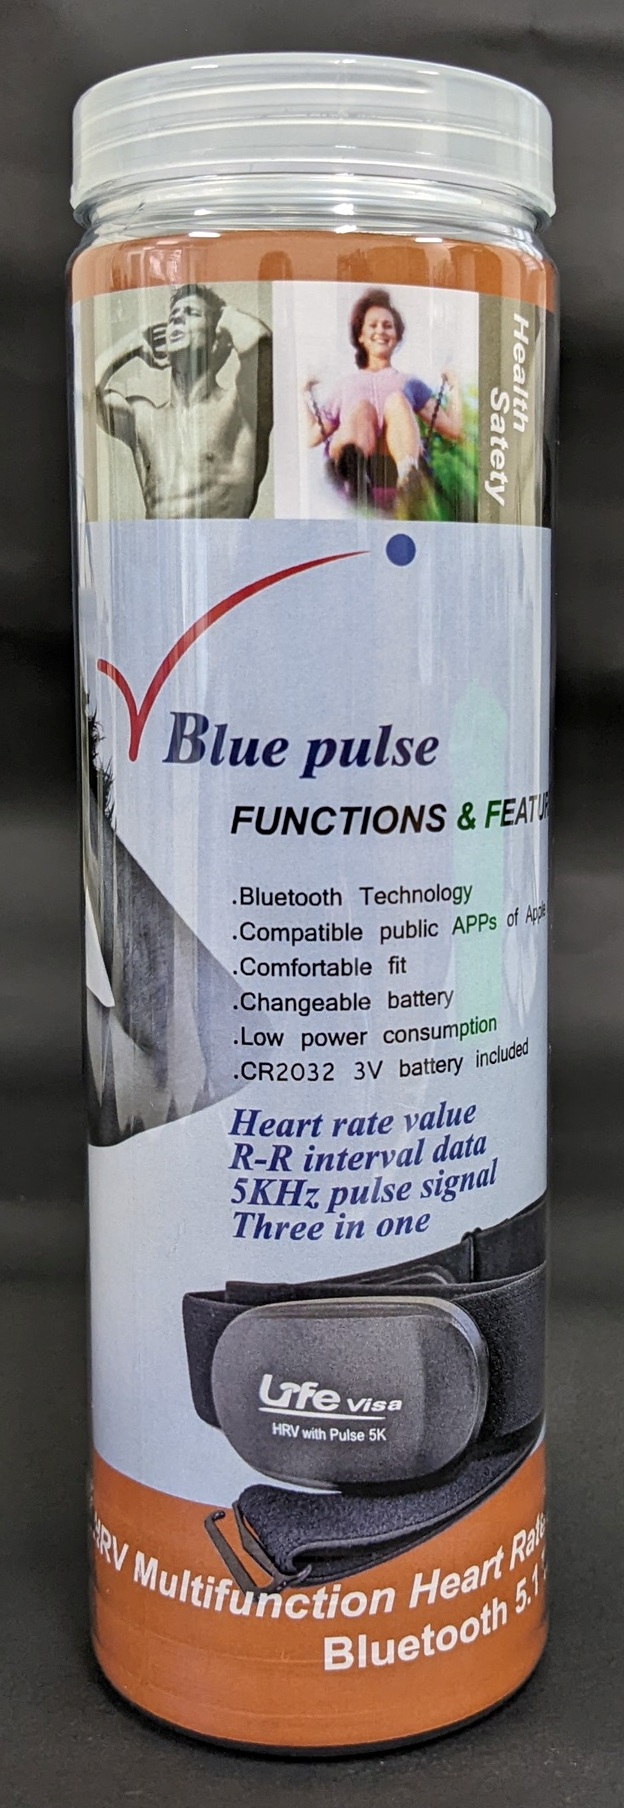 Health
Safety
Blue pulse
FUNCTIONS & FEATUR
.Bluetooth Technology
.Compatible public APPs of Apple
.Comfortable fit
.Changeable battery
.Low power consumption
.CR2032 3V battery included
Heart rate value
R-R interval data
5KHz pulse signal
Three in one
Life visa
HRV with Pulse 5K
HRV Multifunction Heart Rate
Bluetooth 5.1